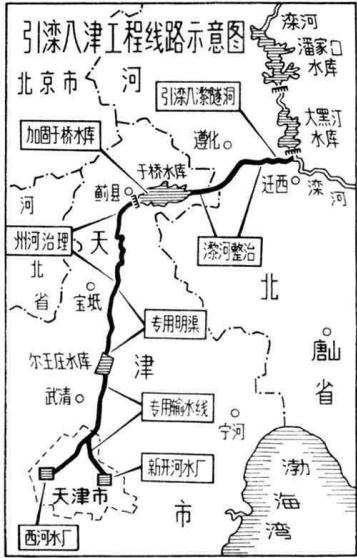 引滦入津工程线路示意图
滦河
潘家口
水库
北京市
河
引滦入黎隧洞
大黑汀
水库
加固于桥水库
遵化
于桥水库
蓟县
迁西
滦河
河
州河治理
天
黎河整治
北
省
宝坻
北
专用明渠
尔王庄水库
津
唐山
武清
省
专用输水线
宁河
新开河水厂
渤
海
湾
天津市
市
西河水厂